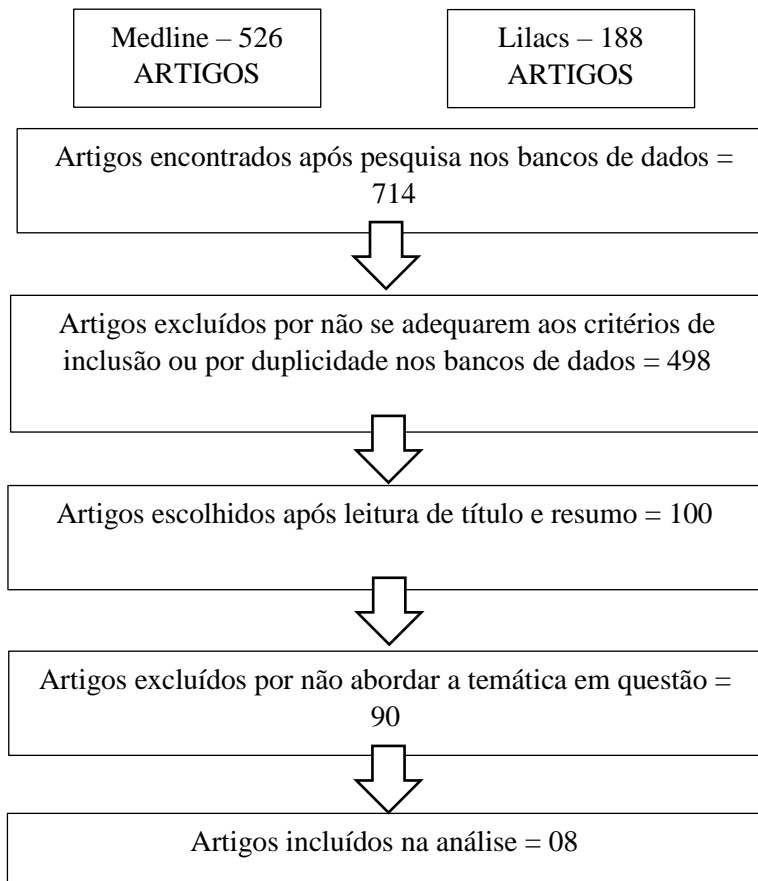 Medline – 526
ARTIGOS
Lilacs – 188
ARTIGOS
Artigos encontrados após pesquisa nos bancos de dados =
714
Artigos excluídos por não se adequarem aos critérios de
inclusão ou por duplicidade nos bancos de dados = 498
Artigos escolhidos após leitura de título e resumo = 100
Artigos excluídos por não abordar a temática em questão =
90
Artigos incluídos na análise = 08